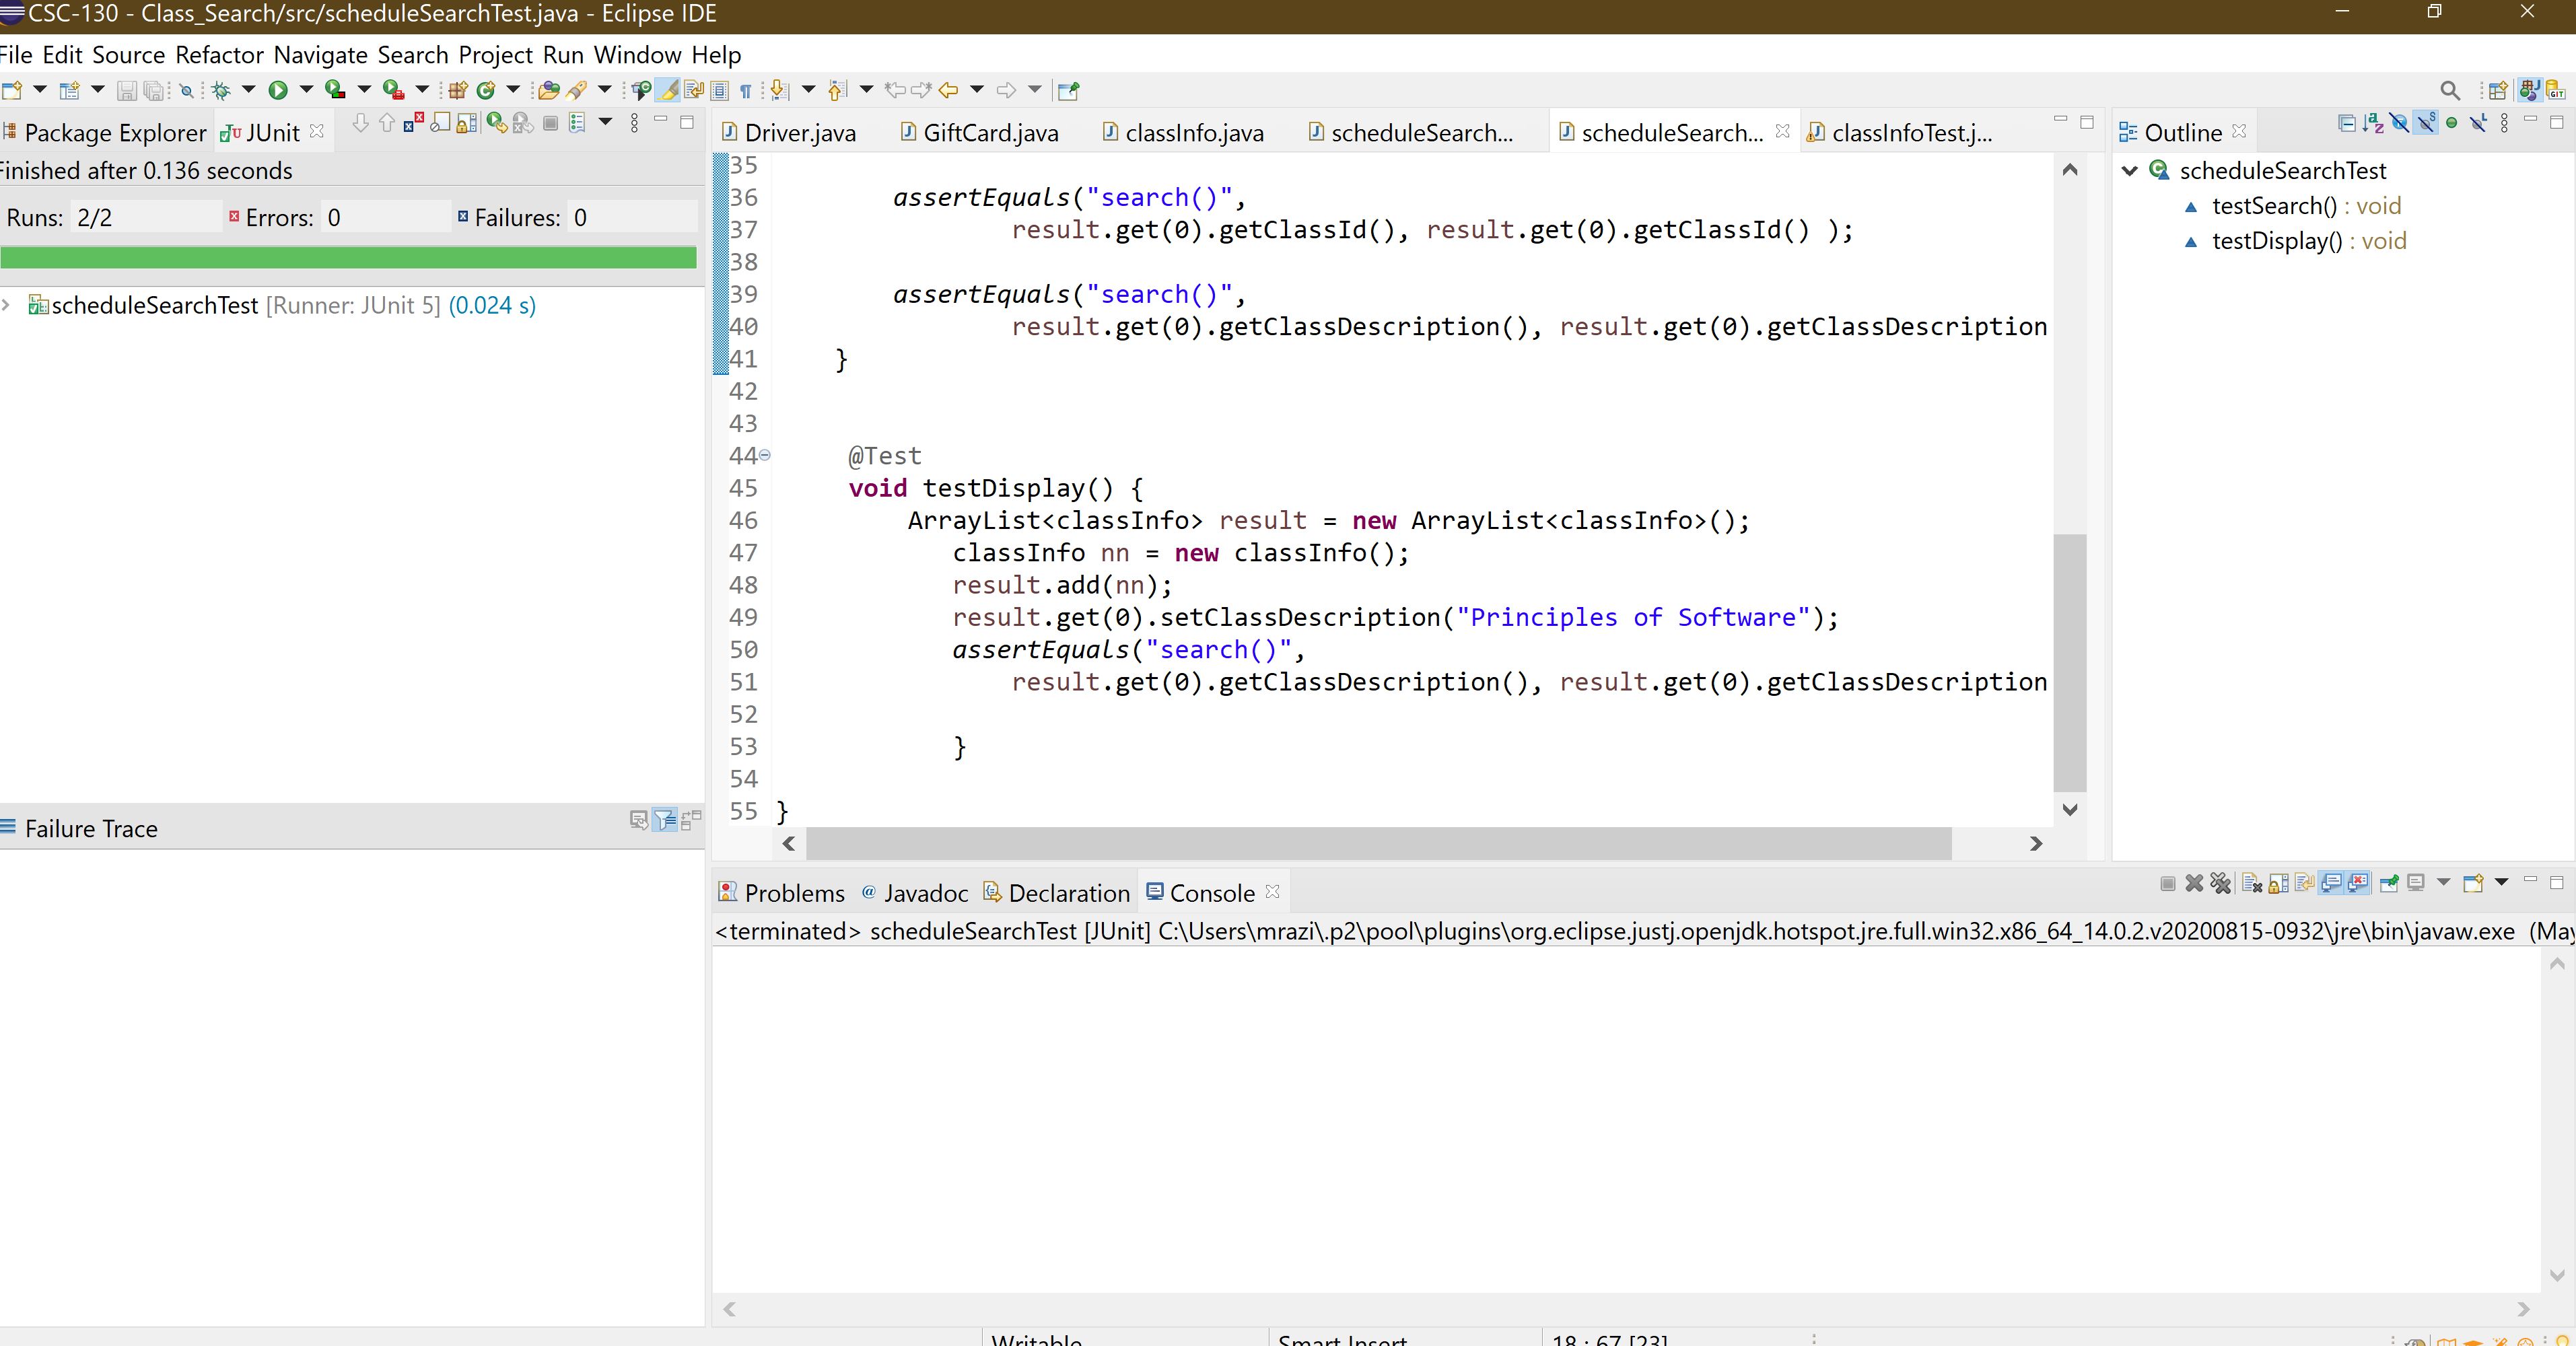 CSC-130 - Class_Search/src/scheduleSearchTest.java - Eclipse IDE
File Edit Source Refactor Navigate Search Project Run Window Help
Package Explorer JUnit
Finished after 0.136 seconds
Runs: 2/2 Errors: 0 Failures: 0
scheduleSearchTest [Runner: JUnit 5] (0.024 s)
Failure Trace
Driver.java GiftCard.java classInfo.java scheduleSearch... scheduleSearch... classInfoTest.j...
35
36 assertEquals("search()",
37 result.get(0).getClassId(), result.get(0).getClassId() );
38
39 assertEquals("search()",
40 result.get(0).getClassDescription(), result.get(0).getClassDescription
41 }
42
43
44 @Test
45 void testDisplay() {
46 ArrayList<classInfo> result = new ArrayList<classInfo>();
47 classInfo nn = new classInfo();
48 result.add(nn);
49 result.get(0).setClassDescription("Principles of Software");
50 assertEquals("search()",
51 result.get(0).getClassDescription(), result.get(0).getClassDescription
52
53 }
54
55 }
Outline
scheduleSearchTest
testSearch() : void
testDisplay() : void
Problems @ Javadoc Declaration Console
<terminated> scheduleSearchTest [JUnit] C:\Users\mrazi\.p2\pool\plugins\org.eclipse.justj.openjdk.hotspot.jre.full.win32.x86_64_14.0.2.v20200815-0932\jre\bin\javaw.exe (May
Writable Smart Insert 18 : 67 [23]